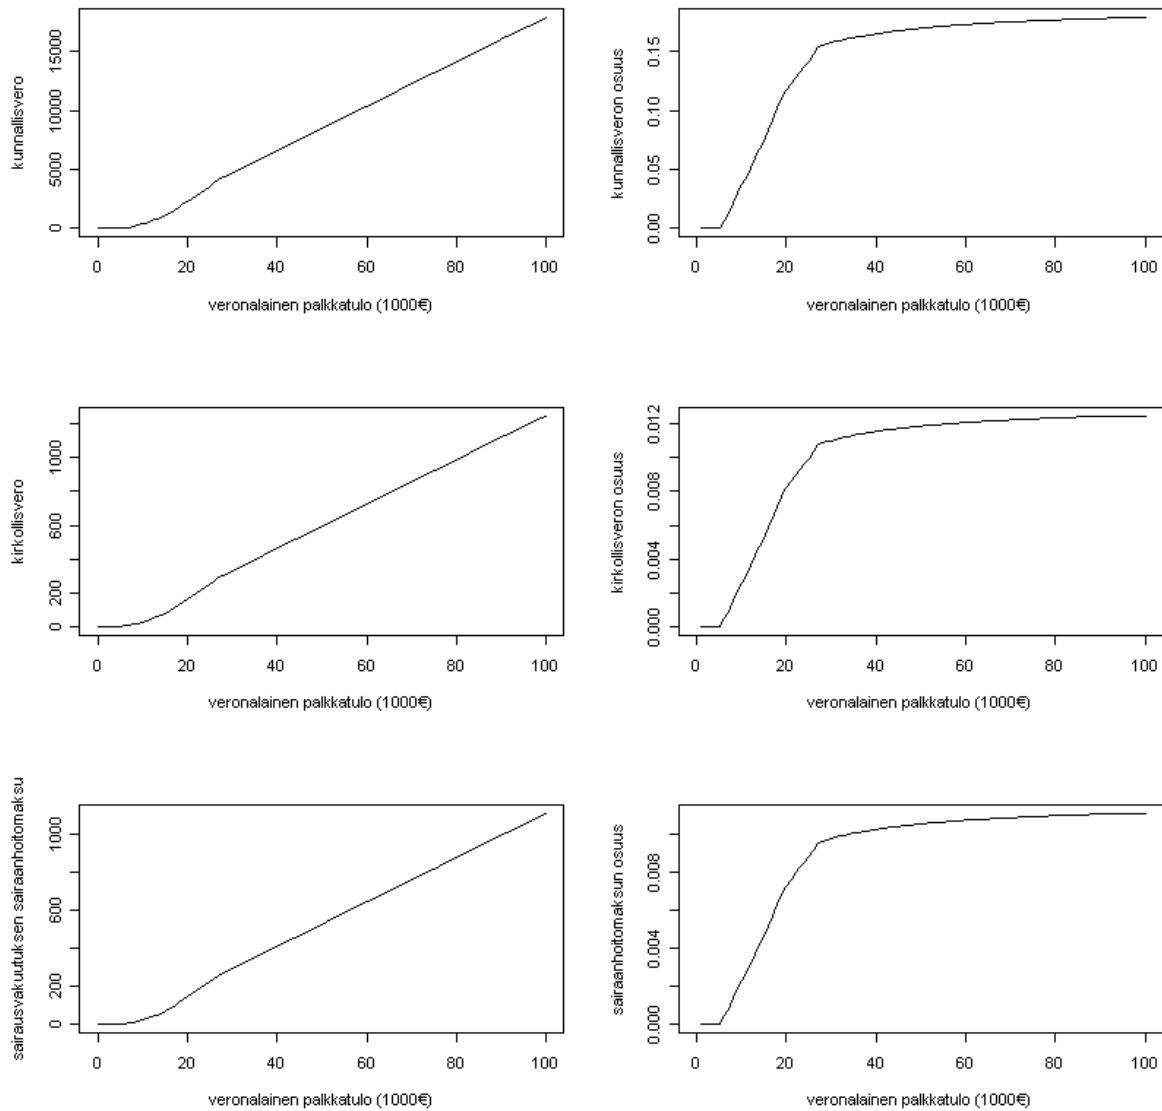 kunnallisvero
0 5000 10000 15000
0 20 40 60 80 100
veronalainen palkkatulo (1000€)
kunnallisveron osuus
0.00 0.05 0.10 0.15
0 20 40 60 80 100
veronalainen palkkatulo (1000€)
kirkollisvero
0 200 600 1000
0 20 40 60 80 100
veronalainen palkkatulo (1000€)
kirkollisveron osuus
0.000 0.004 0.008 0.012
0 20 40 60 80 100
veronalainen palkkatulo (1000€)
sairausvakuutuksen sairaanhoitomaksu
0 200 600 1000
0 20 40 60 80 100
veronalainen palkkatulo (1000€)
sairaanhoitomaksun osuus
0.000 0.004 0.008
0 20 40 60 80 100
veronalainen palkkatulo (1000€)